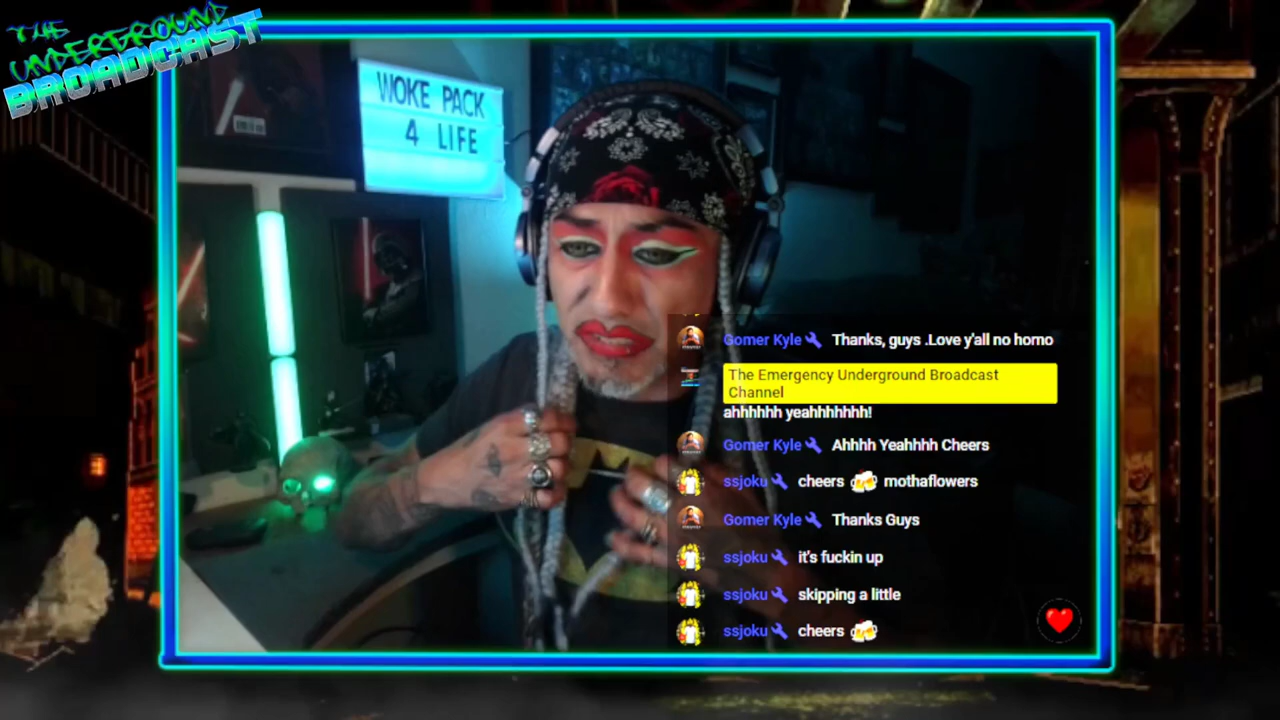 THE
UNDERGROUND
BROADCAST
WOKE PACK
4 LIFE
Gomer Kyle Thanks, guys .Love y'all no homo
The Emergency Underground Broadcast
Channel
ahhhhhh yeahhhhhhh!
Gomer Kyle Ahhhh Yeahhhh Cheers
ssjoku cheers 🍻 mothaflowers
Gomer Kyle Thanks Guys
ssjoku it's fuckin up
ssjoku skipping a little
ssjoku cheers 🍻